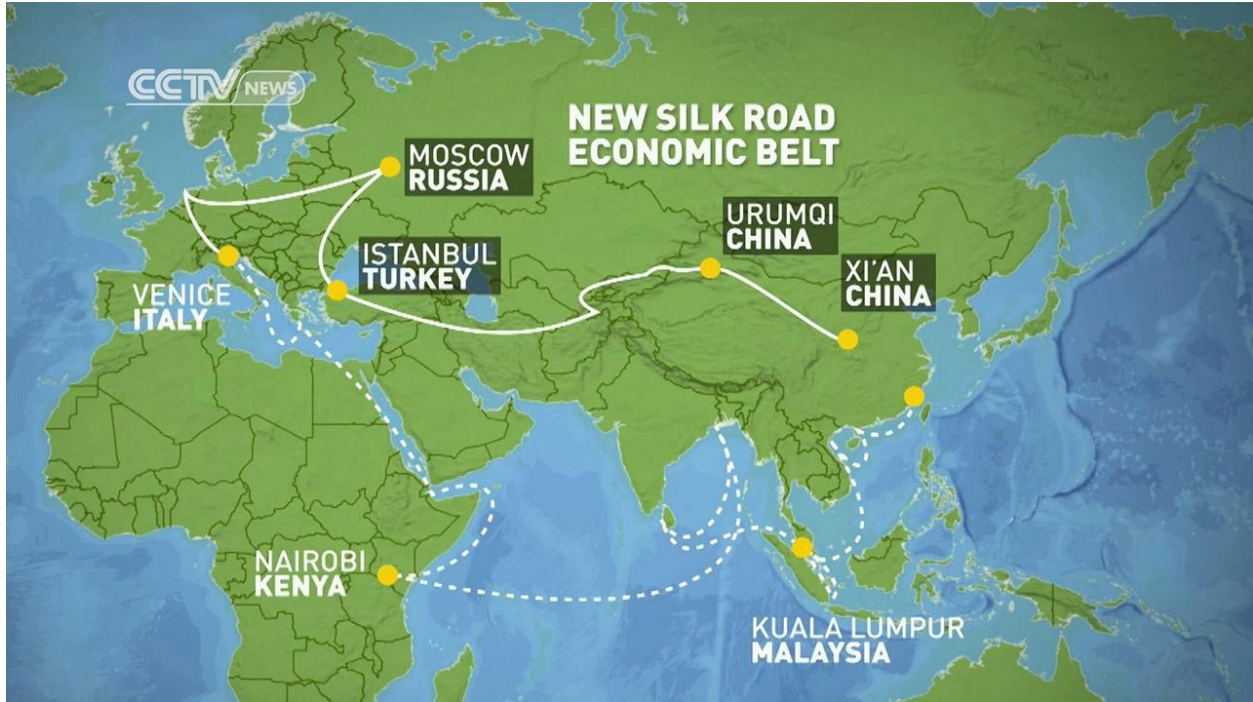 CCTV NEWS
NEW SILK ROAD
ECONOMIC BELT
MOSCOW
RUSSIA
URUMQI
CHINA
ISTANBUL
TURKEY
XI'AN
CHINA
VENICE
ITALY
NAIROBI
KENYA
KUALA LUMPUR
MALAYSIA